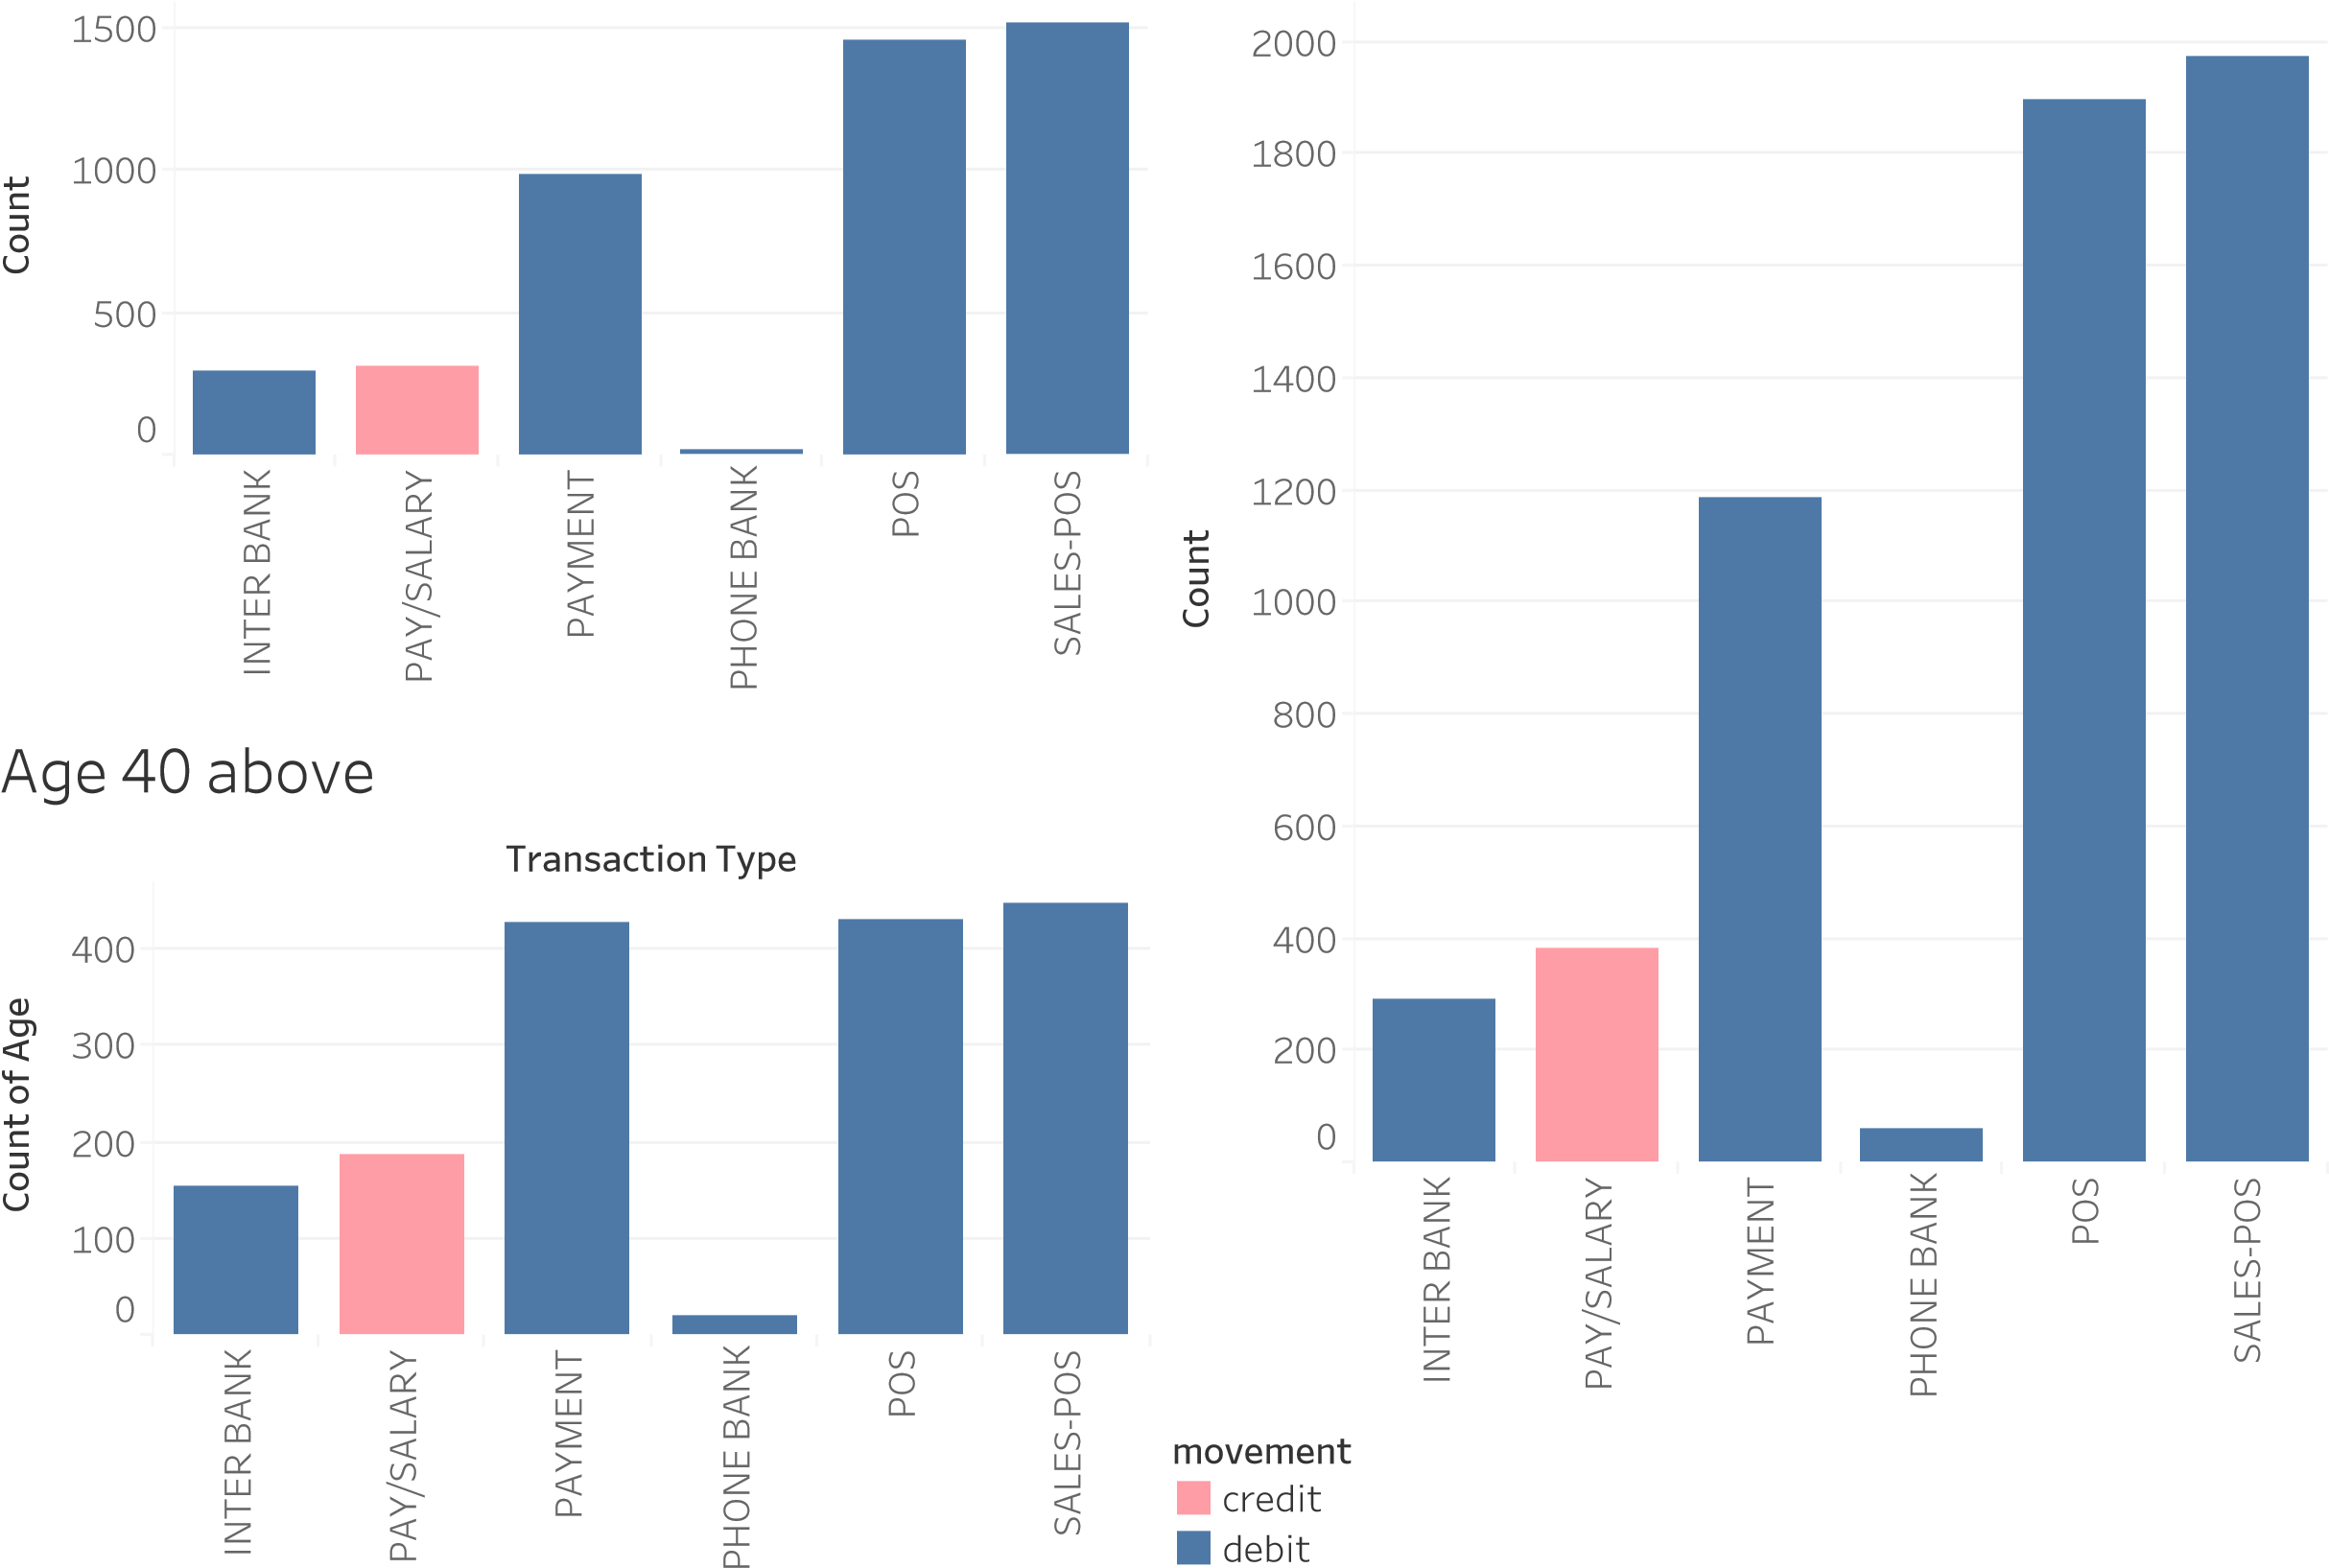 1500
1000
500
0
Count
INTER BANK
PAY/SALARY
PAYMENT
PHONE BANK
POS
SALES-POS
Age 40 above
Transaction Type
400
300
200
100
0
Count of Age
INTER BANK
PAY/SALARY
PAYMENT
PHONE BANK
POS
SALES-POS
2000
1800
1600
1400
1200
1000
800
600
400
200
0
Count
INTER BANK
PAY/SALARY
PAYMENT
PHONE BANK
POS
SALES-POS
movement
credit
debit